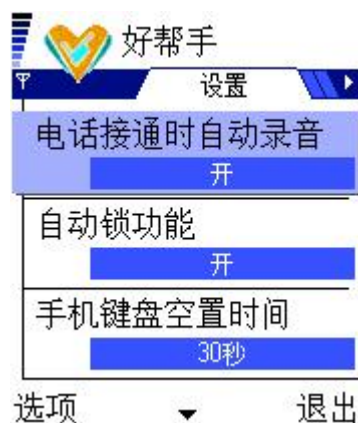 好帮手
设置
电话接通时自动录音
开
自动锁功能
开
手机键盘空置时间
30秒
选项 退出